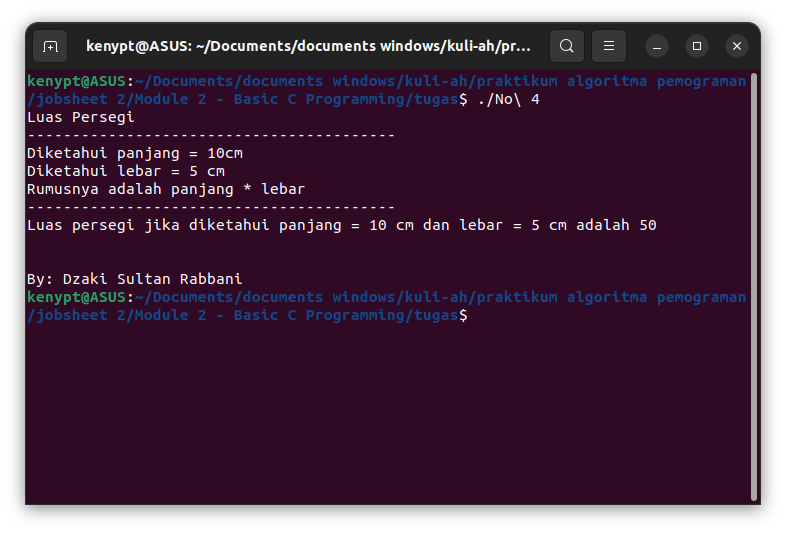 kenypt@ASUS: ~/Documents/documents windows/kuli-ah/pr...
kenypt@ASUS:~/Documents/documents windows/kuli-ah/praktikum algoritma pemograman
/jobsheet 2/Module 2 - Basic C Programming/tugas$ ./No\ 4
Luas Persegi
-----------------------------------------
Diketahui panjang = 10cm
Diketahui lebar = 5 cm
Rumusnya adalah panjang * lebar
-----------------------------------------
Luas persegi jika diketahui panjang = 10 cm dan lebar = 5 cm adalah 50
By: Dzaki Sultan Rabbani
kenypt@ASUS:~/Documents/documents windows/kuli-ah/praktikum algoritma pemograman
/jobsheet 2/Module 2 - Basic C Programming/tugas$